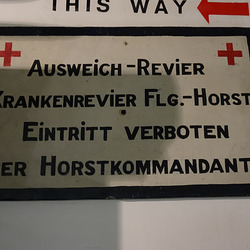 THIS WAY
AUSWEICH-REVIER
KRANKENREVIER FLG.-HORST
EINTRITT VERBOTEN
ER HORSTKOMMANDANT